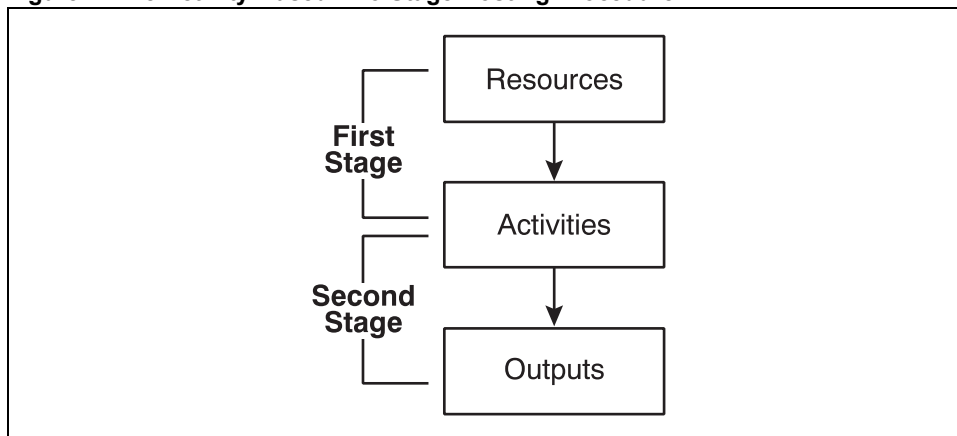 Resources
First
Stage
Activities
Second
Stage
Outputs